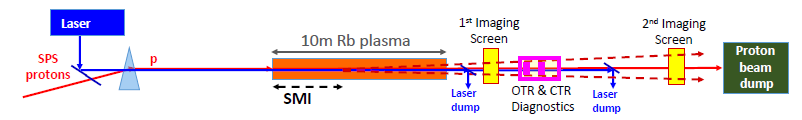 Laser
SPS
protons
p
10m Rb plasma
SMI
1st Imaging
Screen
Laser
dump
OTR & CTR
Diagnostics
Laser
dump
2nd Imaging
Screen
Proton
beam
dump